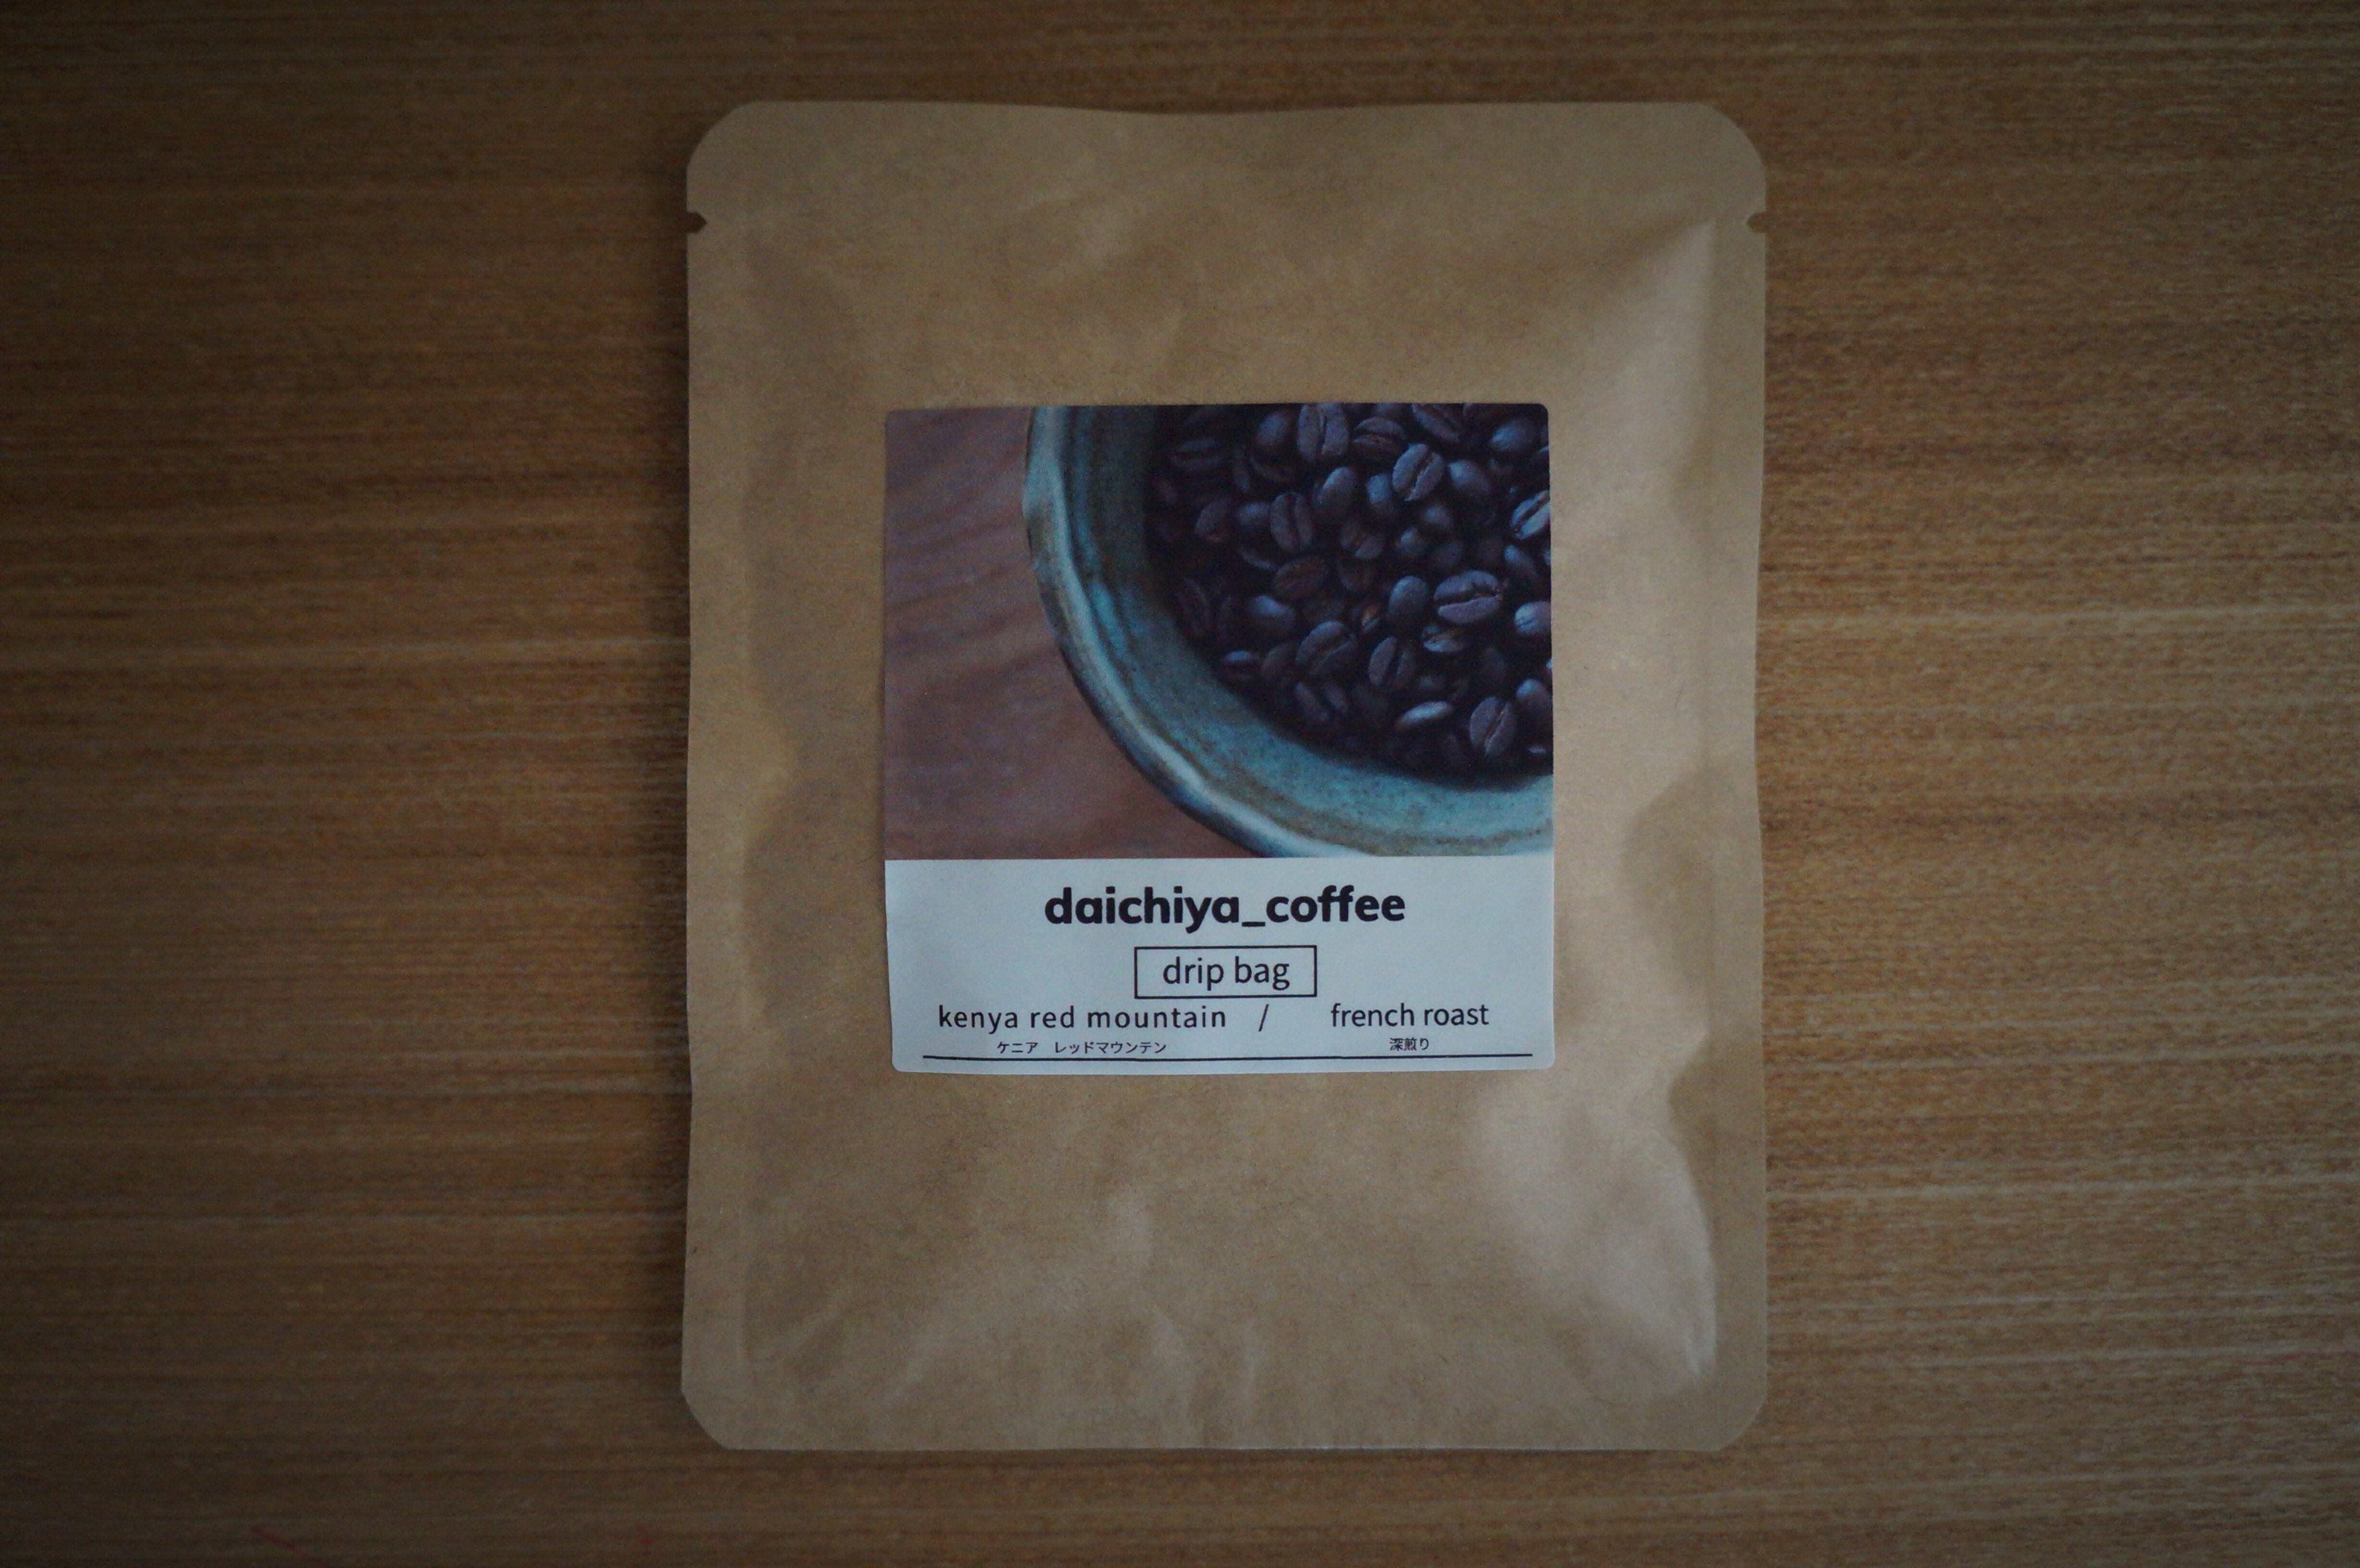 daichiya_coffee
drip bag
kenya red mountain / french roast
ケニア レッドマウンテン 深煎り